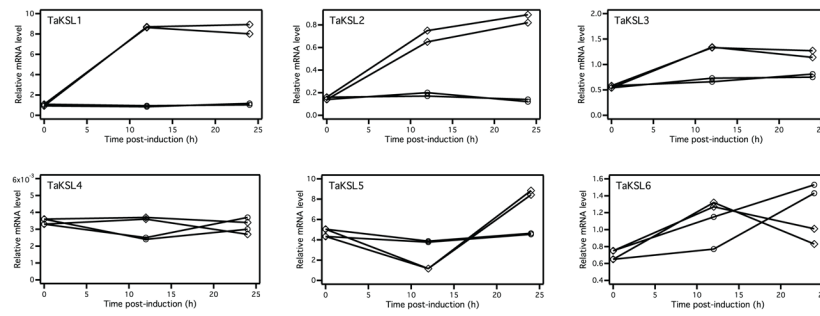 TaKSL1
Relative mRNA level
10
8
6
4
2
0
0 5 10 15 20 25
Time post-induction (h)
TaKSL2
Relative mRNA level
0.8
0.6
0.4
0.2
0.0
0 5 10 15 20 25
Time post-induction (h)
TaKSL3
Relative mRNA level
2.0
1.5
1.0
0.5
0.0
0 5 10 15 20 25
Time post-induction (h)
TaKSL4
Relative mRNA level
6x10⁻³
5
4
3
2
1
0
0 5 10 15 20 25
Time post-induction (h)
TaKSL5
Relative mRNA level
10
8
6
4
2
0
0 5 10 15 20 25
Time post-induction (h)
TaKSL6
Relative mRNA level
1.6
1.4
1.2
1.0
0.8
0.6
0.4
0 5 10 15 20 25
Time post-induction (h)